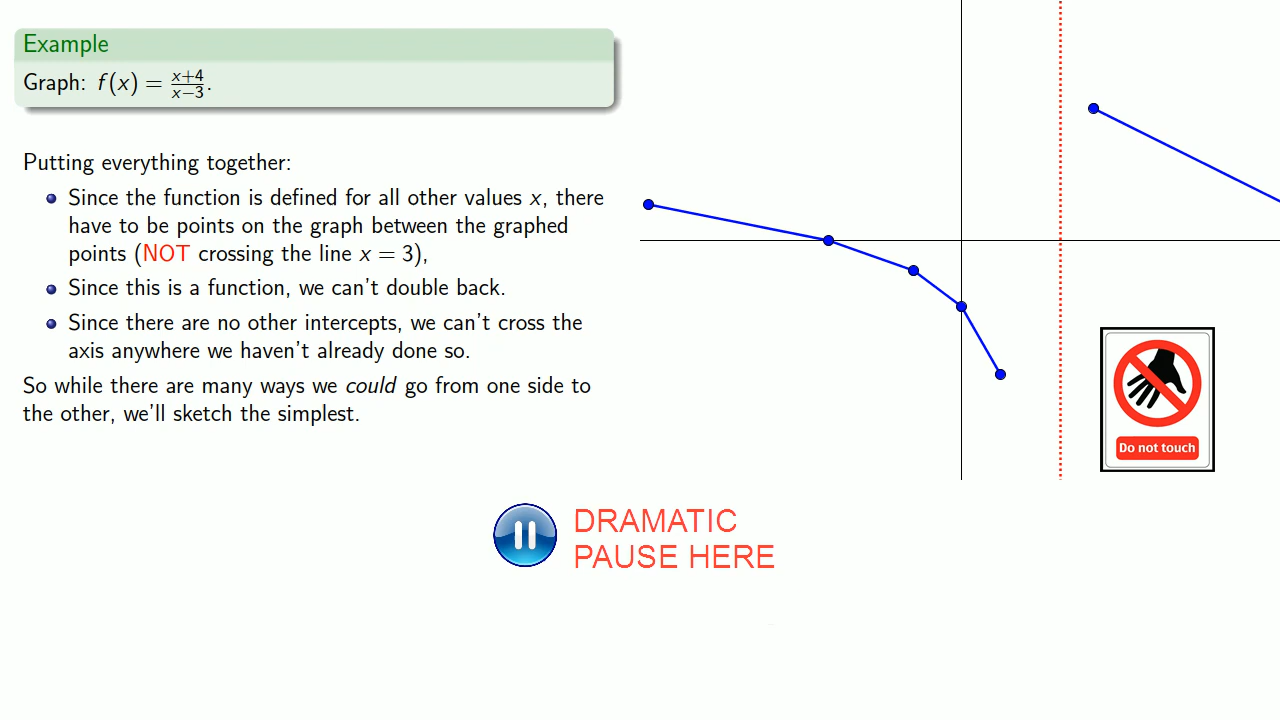 Example
Graph: f(x) = \frac{x+4}{x−3}.
Putting everything together:
Since the function is defined for all other values x, there
have to be points on the graph between the graphed
points (NOT crossing the line x = 3),
Since this is a function, we can't double back.
Since there are no other intercepts, we can't cross the
axis anywhere we haven't already done so.
So while there are many ways we could go from one side to
the other, we'll sketch the simplest.
Do not touch
DRAMATIC
PAUSE HERE